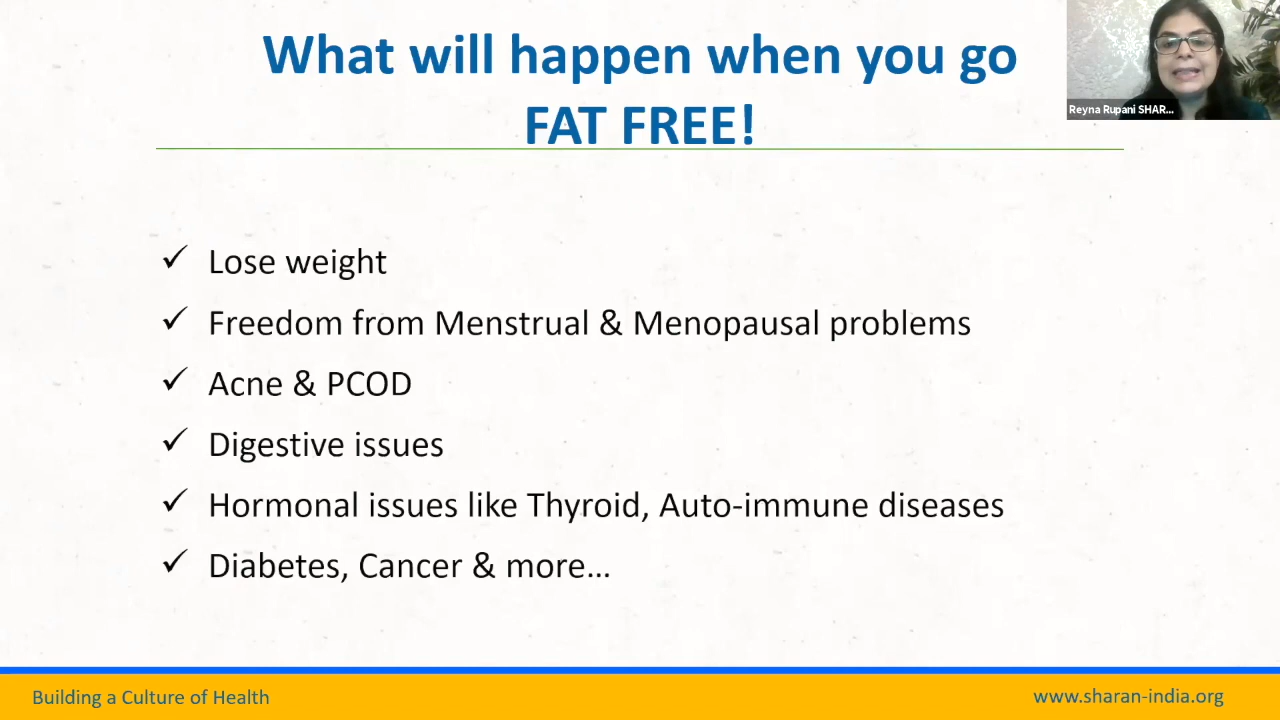 What will happen when you go
FAT FREE!
Reyna Rupani SHAR...
✓ Lose weight
✓ Freedom from Menstrual & Menopausal problems
✓ Acne & PCOD
✓ Digestive issues
✓ Hormonal issues like Thyroid, Auto-immune diseases
✓ Diabetes, Cancer & more...
Building a Culture of Health
www.sharan-india.org